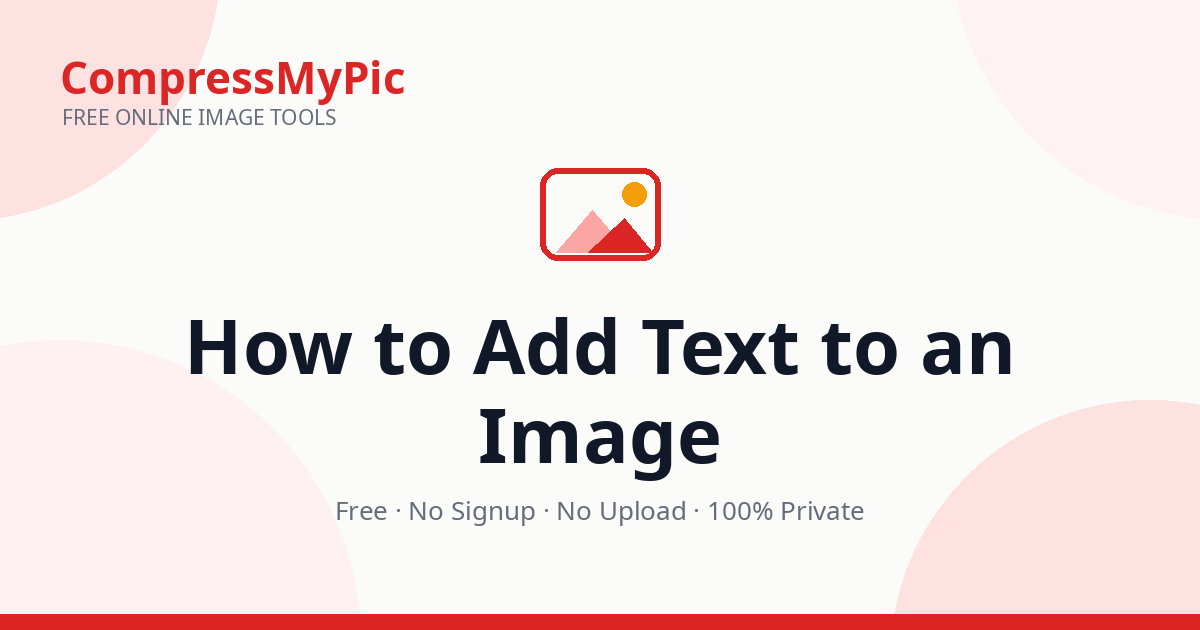 CompressMyPic
FREE ONLINE IMAGE TOOLS
How to Add Text to an
Image
Free · No Signup · No Upload · 100% Private